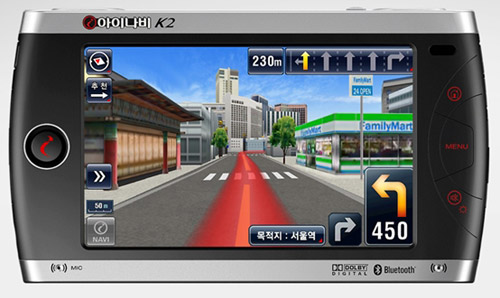 아이나비 K2
230m
추천
FamilyMart
24 OPEN
FamilyMart
MENU
50 m
NAVI
목적지 : 서울역
450
MIC
DOLBY
DIGITAL
Bluetooth